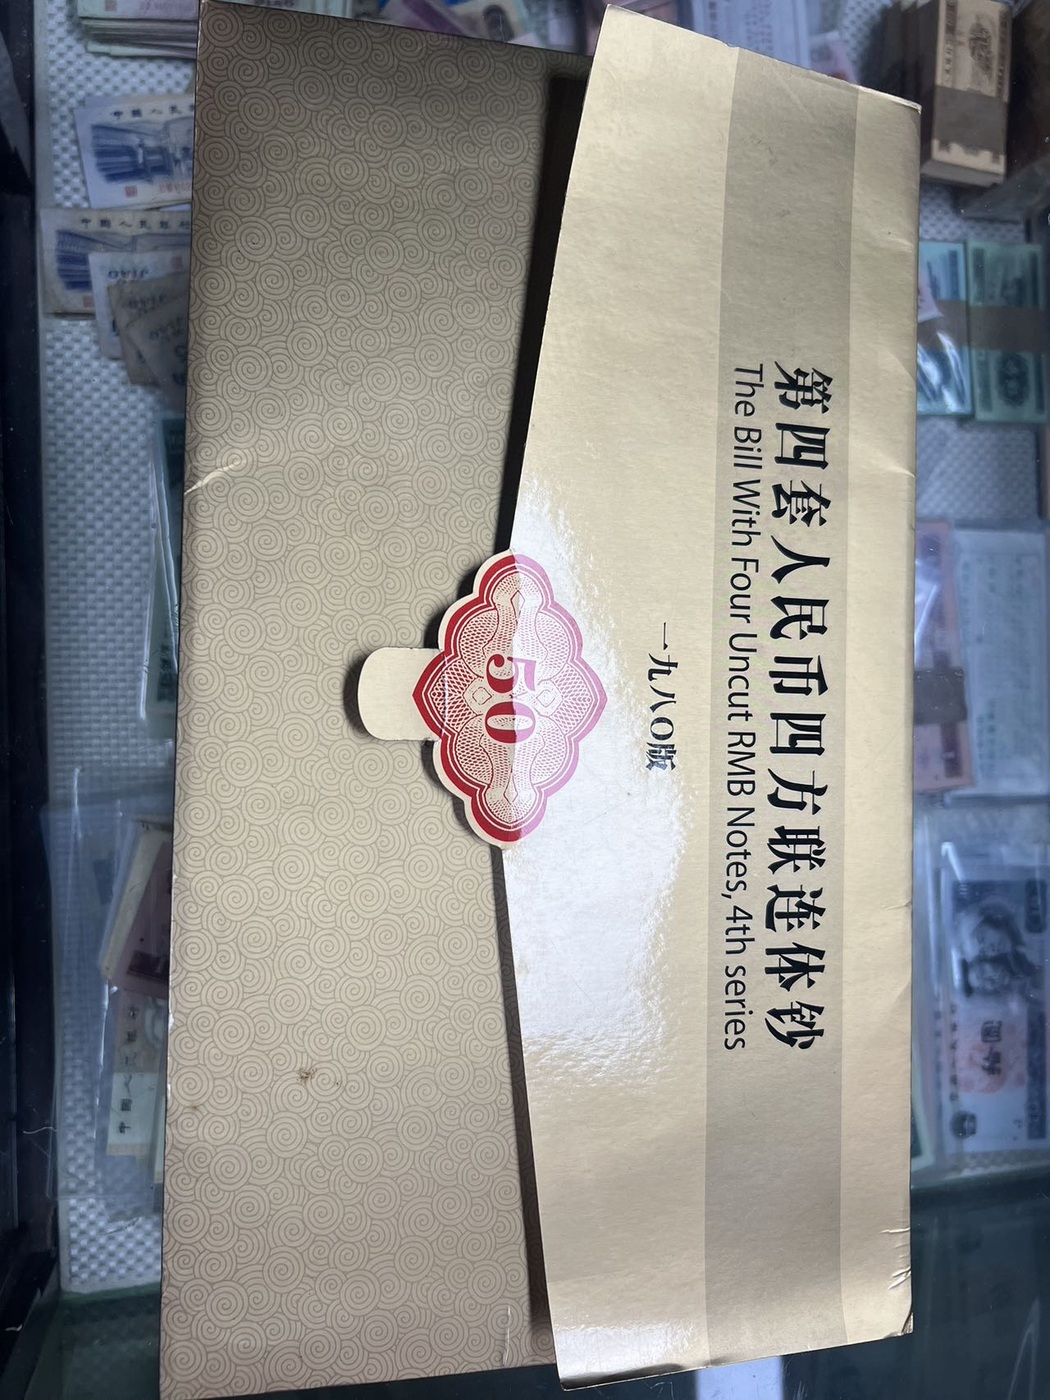 第四套人民币四方联连体钞
The Bill With Four Uncut RMB Notes, 4th series
一九八〇版
50